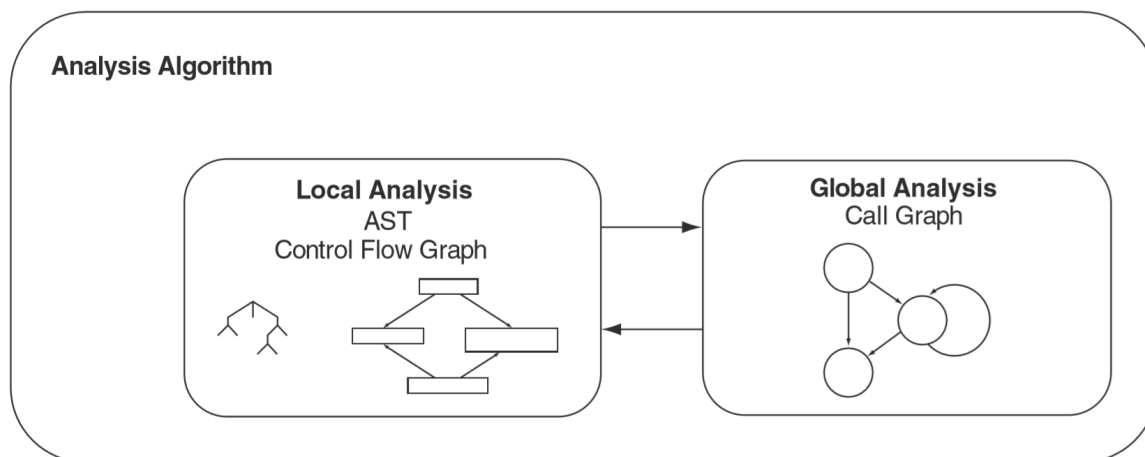 Analysis Algorithm
Local Analysis
AST
Control Flow Graph
Global Analysis
Call Graph